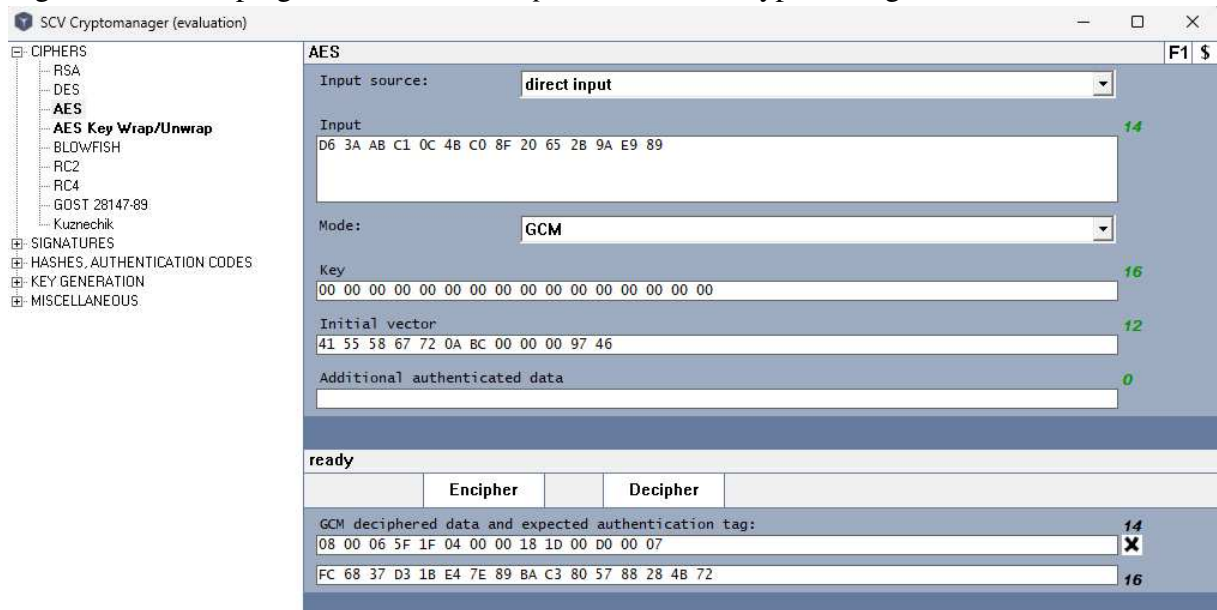 SCV Cryptomanager (evaluation)
CIPHERS
RSA
DES
AES
AES Key Wrap/Unwrap
BLOWFISH
RC2
RC4
GOST 28147-89
Kuznechik
SIGNATURES
HASHES, AUTHENTICATION CODES
KEY GENERATION
MISCELLANEOUS
AES
F1 $
Input source: direct input
Input 14
D6 3A AB C1 0C 4B C0 8F 20 65 2B 9A E9 89
Mode: GCM
Key 16
00 00 00 00 00 00 00 00 00 00 00 00 00 00 00 00
Initial vector 12
41 55 58 67 72 0A BC 00 00 00 97 46
Additional authenticated data 0
ready
Encipher Decipher
GCM deciphered data and expected authentication tag: 14
08 00 06 5F 1F 04 00 00 18 1D 00 D0 00 07
FC 68 37 D3 1B E4 7E 89 BA C3 80 57 88 28 4B 72 16